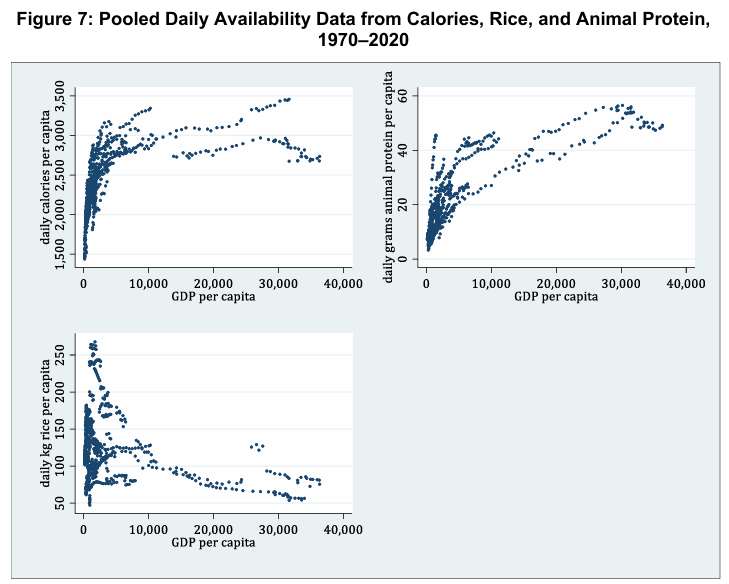 Figure 7: Pooled Daily Availability Data from Calories, Rice, and Animal Protein,
1970–2020
daily calories per capita
3,500
3,000
2,500
2,000
1,500
0 10,000 20,000 30,000 40,000
GDP per capita
daily grams animal protein per capita
60
40
20
0
0 10,000 20,000 30,000 40,000
GDP per capita
daily kg rice per capita
250
200
150
100
50
0 10,000 20,000 30,000 40,000
GDP per capita